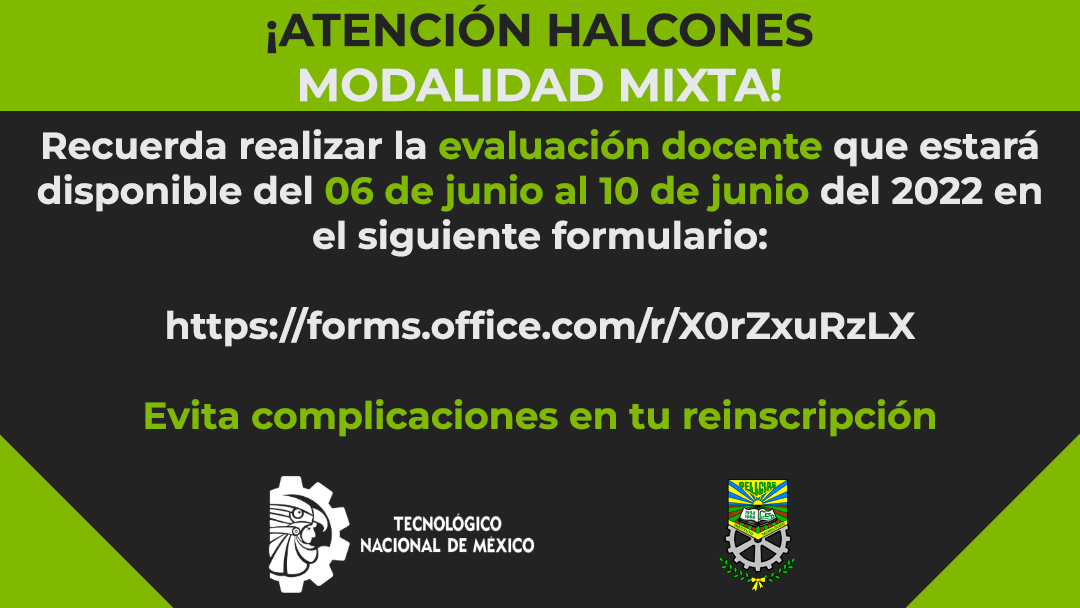 ¡ATENCIÓN HALCONES
MODALIDAD MIXTA!
Recuerda realizar la evaluación docente que estará
disponible del 06 de junio al 10 de junio del 2022 en
el siguiente formulario:
https://forms.office.com/r/X0rZxuRzLX
Evita complicaciones en tu reinscripción
TECNOLÓGICO
NACIONAL DE MÉXICO
DELICIAS